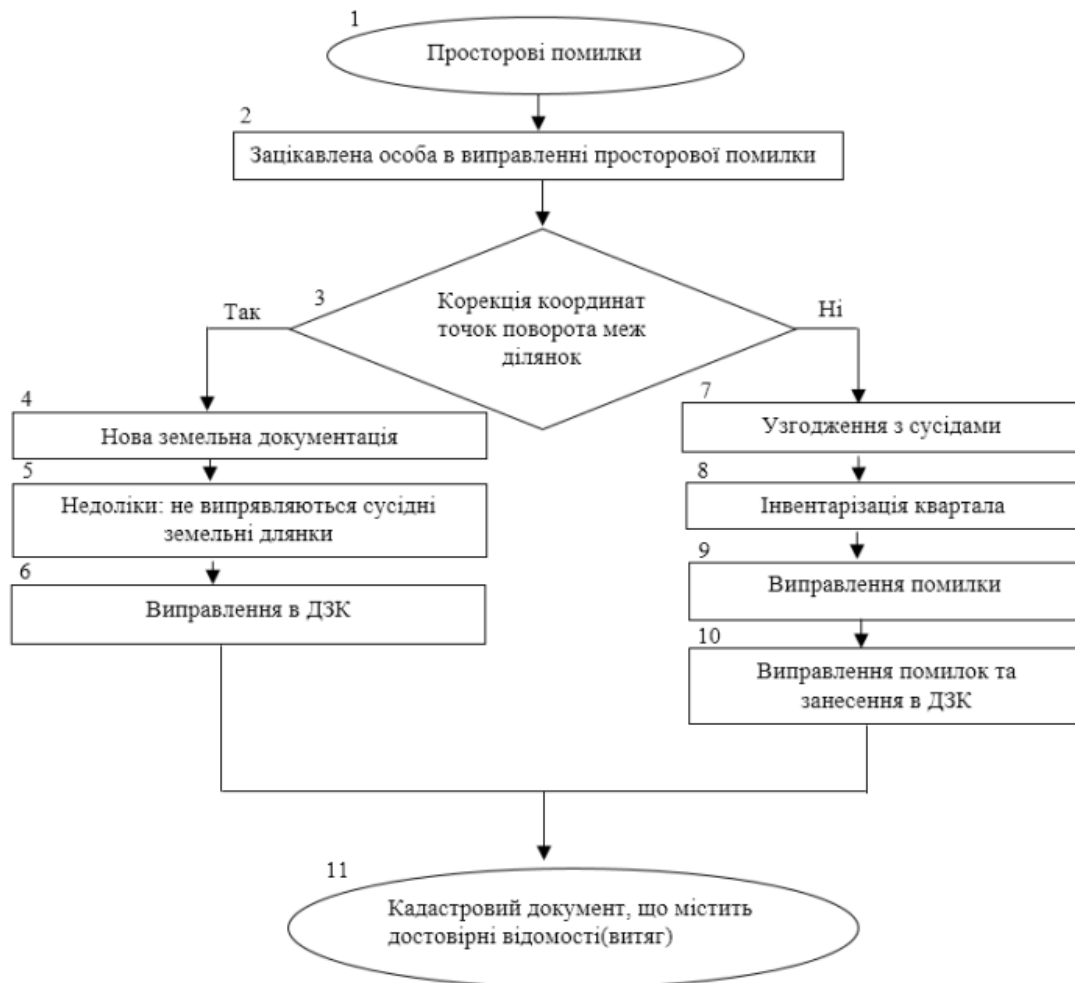 1
Просторові помилки
2
Зацікавлена особа в виправленні просторової помилки
3
Корекція координат
точок поворота меж
ділянок
Так
Ні
4
Нова земельна документація
5
Недоліки: не випрявляються сусідні
земельні длянки
6
Виправлення в ДЗК
7
Узгодження з сусідами
8
Інвентарізація квартала
9
Виправлення помилки
10
Виправлення помилок та
занесення в ДЗК
11
Кадастровий документ, що містить
достовірні відомості(витяг)